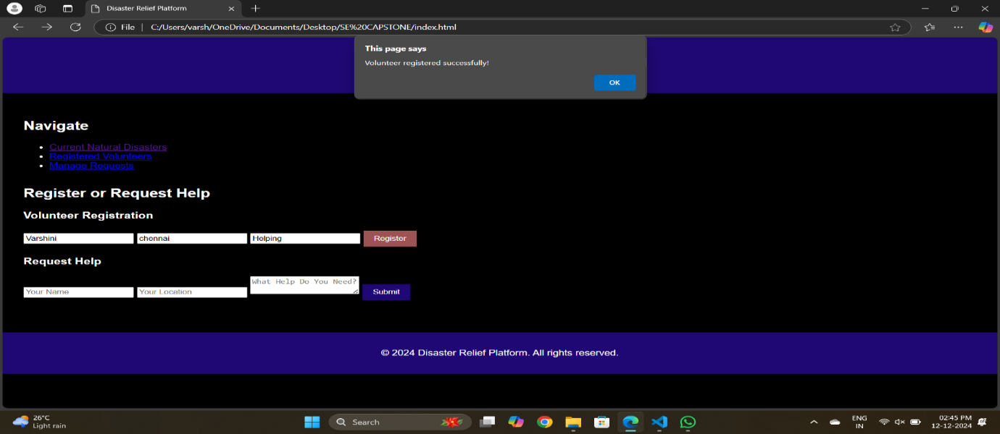 Disaster Relief Platform
File | C:/Users/varsh/OneDrive/Documents/Desktop/SE%20CAPSTONE/index.html
This page says
Volunteer registered successfully!
OK
Navigate
Current Natural Disasters
Registered Volunteers
Manage Requests
Register or Request Help
Volunteer Registration
Varshini chennai Helping Register
Request Help
Your Name Your Location What Help Do You Need? Submit
© 2024 Disaster Relief Platform. All rights reserved.
26°C
Light rain
Search
ENG
IN
02:45 PM
12-12-2024